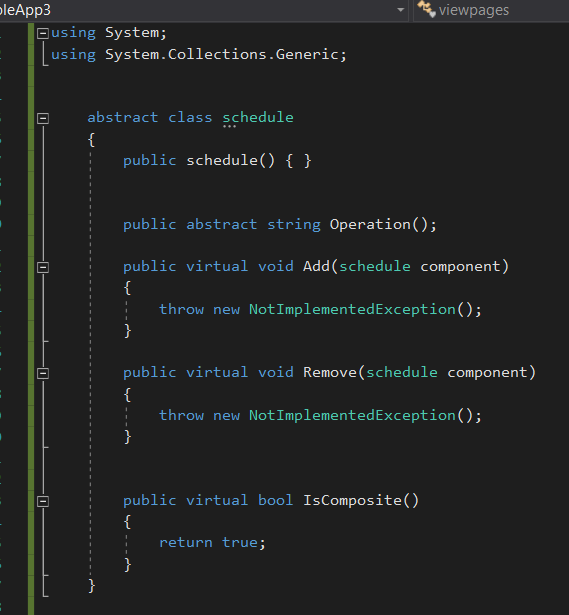 bleApp3
viewpages
using System;
using System.Collections.Generic;
abstract class schedule
{
public schedule() { }
public abstract string Operation();
public virtual void Add(schedule component)
{
throw new NotImplementedException();
}
public virtual void Remove(schedule component)
{
throw new NotImplementedException();
}
public virtual bool IsComposite()
{
return true;
}
}